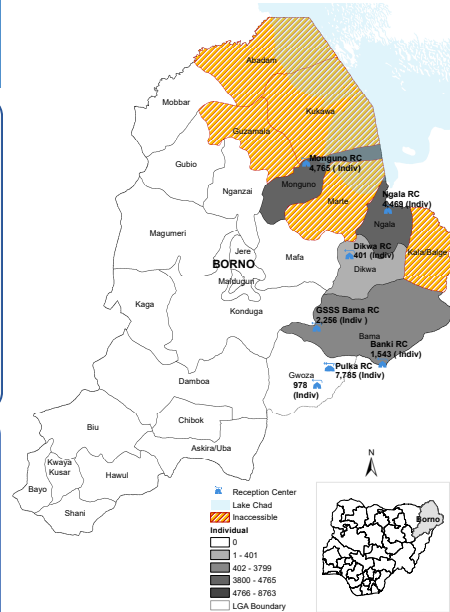 Abadam
Mobbar
Kukawa
Guzamala
Gubio
Monguno RC
4,765 ( Indiv)
Nganzai
Monguno
Ngala RC
4,469 (Indiv)
Marte
Ngala
Magumeri
Jere
Dikwa RC
401 (Indiv)
Kala/Balge
BORNO
Mafa
Dikwa
Maiduguri
Kaga
Konduga
GSSS Bama RC
2,256 (Indiv )
Bama
Banki RC
1,543 ( Indiv)
Pulka RC
7,785 (Indiv)
Gwoza
978
(Indiv)
Damboa
Chibok
Biu
Askira/Uba
Kwaya
Kusar
Hawul
Bayo
Shani
N
Reception Center
Lake Chad
Inaccessible
Individual
0
1 - 401
402 - 3799
3800 - 4765
4766 - 8763
LGA Boundary
Borno